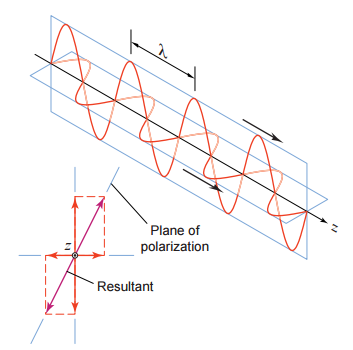 λ
z
Plane of
polarization
z
Resultant